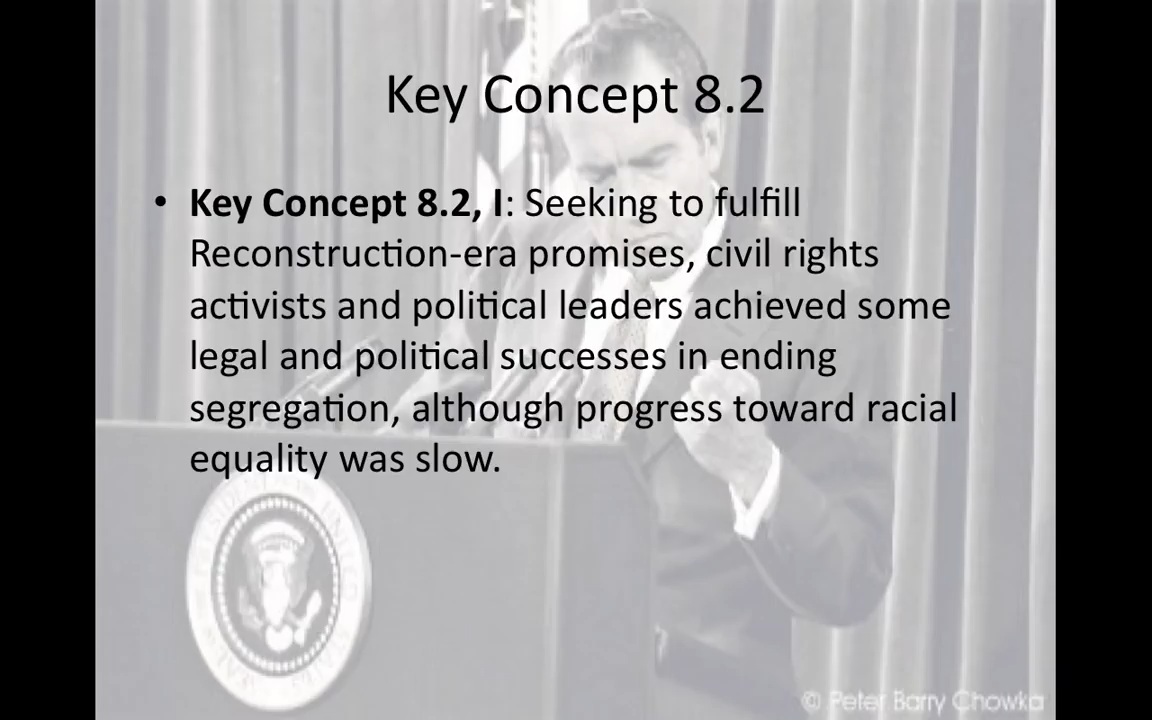 Key Concept 8.2
• Key Concept 8.2, I: Seeking to fulfill
Reconstruction-era promises, civil rights
activists and political leaders achieved some
legal and political successes in ending
segregation, although progress toward racial
equality was slow.
© Peter Barry Chowka